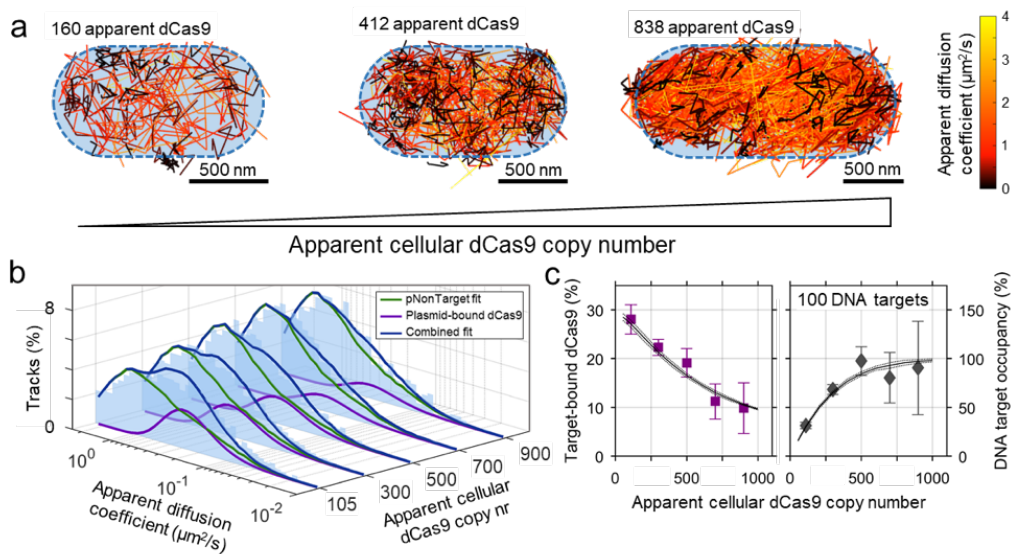 a
160 apparent dCas9
412 apparent dCas9
838 apparent dCas9
500 nm
500 nm
500 nm
4
3
2
1
0
Apparent diffusion
coefficient (µm²/s)
Apparent cellular dCas9 copy number
b
8
4
0
Tracks (%)
pNonTarget fit
Plasmid-bound dCas9
Combined fit
10⁰
10⁻¹
10⁻²
Apparent diffusion
coefficient (µm²/s)
105
300
500
700
900
Apparent cellular
dCas9 copy nr
c
30
20
10
0
Target-bound dCas9 (%)
0
500
1000
100 DNA targets
0
500
1000
150
100
50
0
DNA target occupancy (%)
Apparent cellular dCas9 copy number